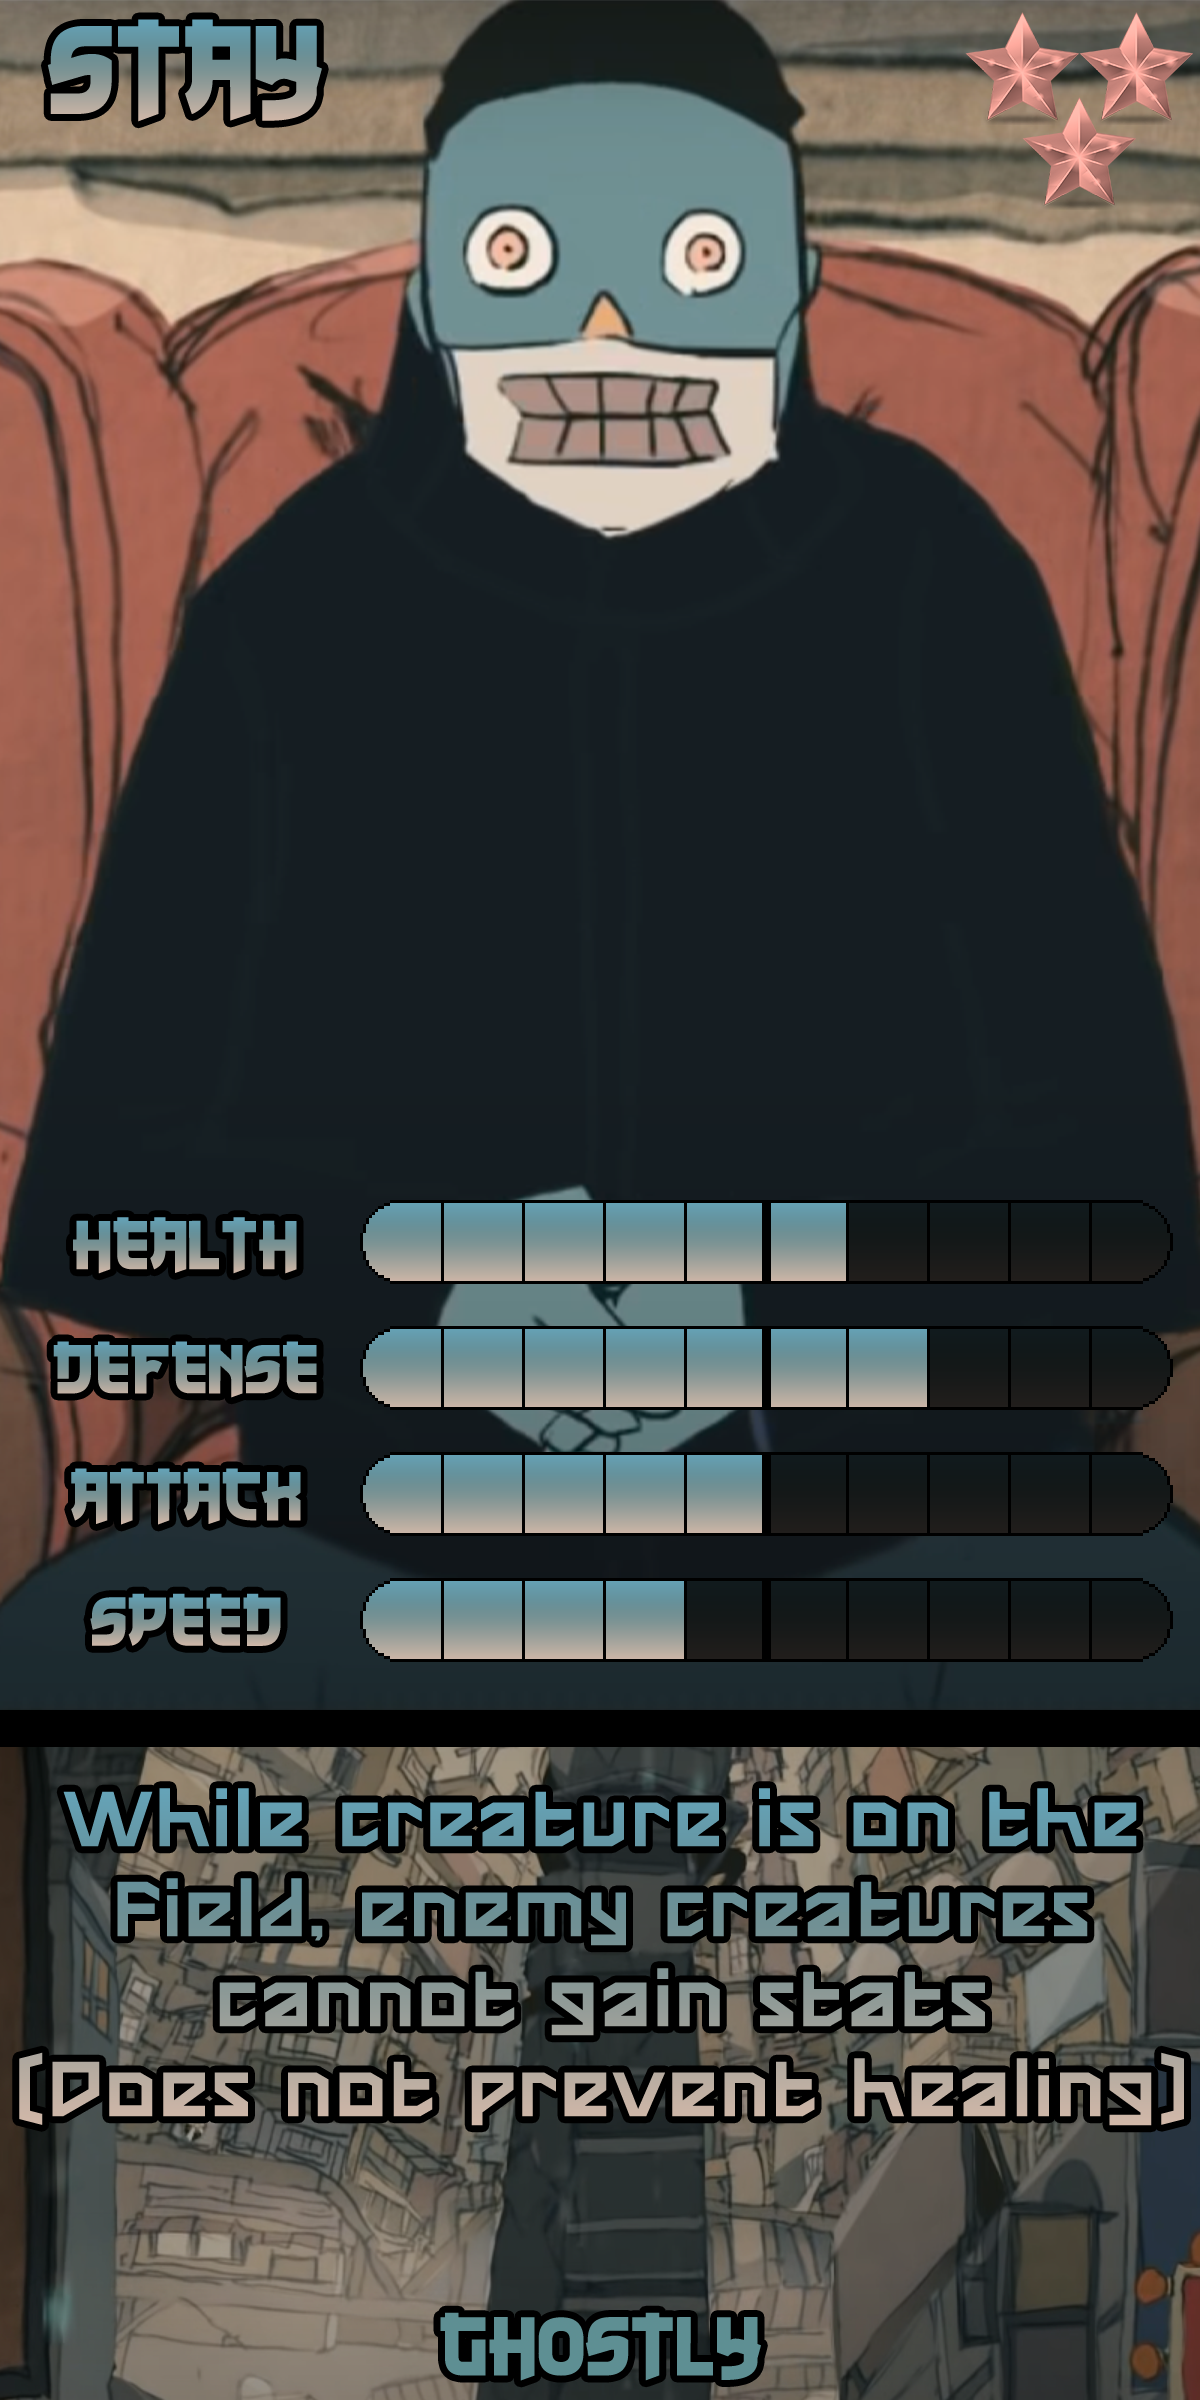 STAY
HEALTH
DEFENSE
ATTACK
SPEED
While creature is on the
Field, enemy creatures
cannot gain stats
(Does not prevent healing)
GHOSTLY